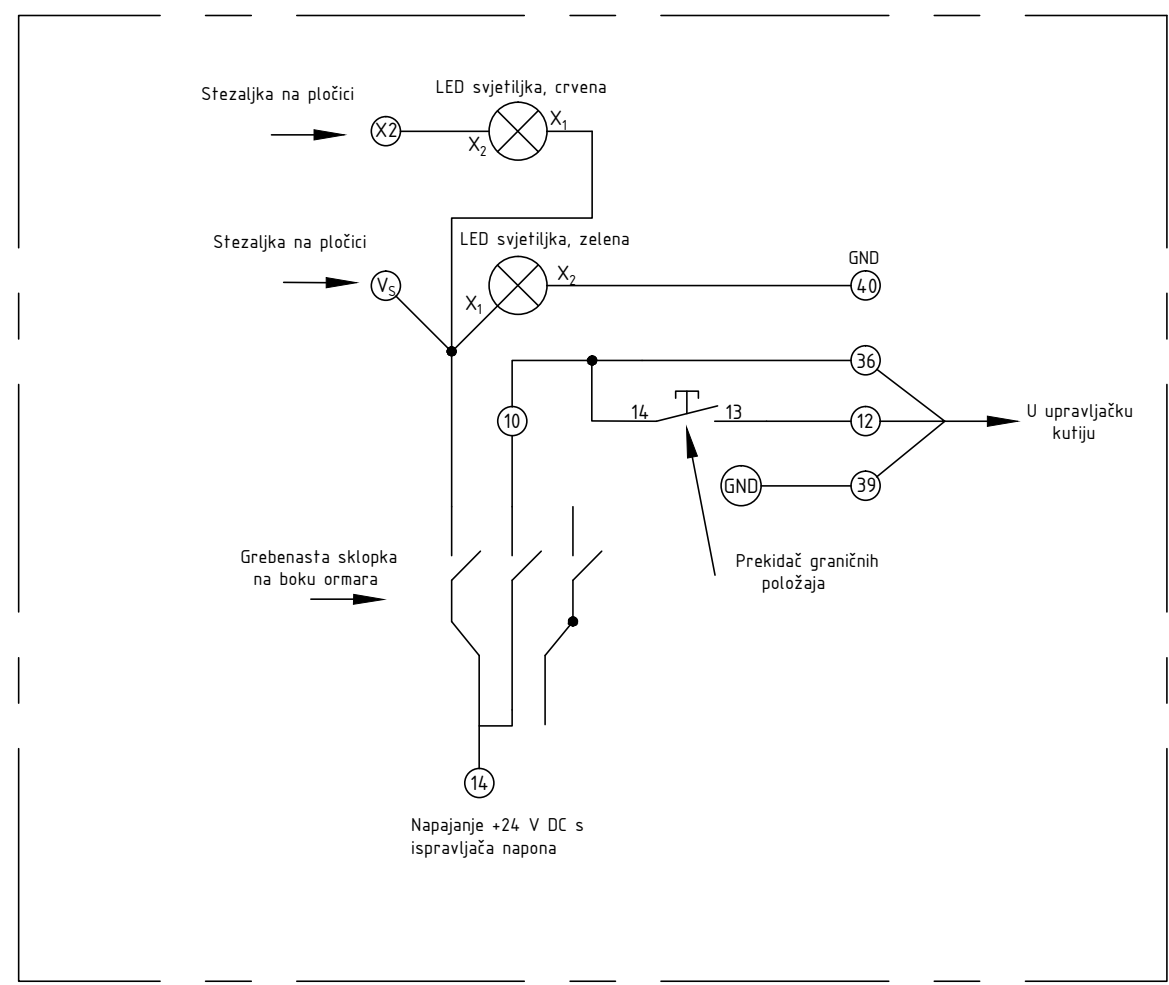 LED svjetiljka, crvena
Stezaljka na pločici
X2
X₂
X₁
LED svjetiljka, zelena
Stezaljka na pločici
Vₛ
X₁
X₂
GND
40
36
10
14
13
12
U upravljačku
kutiju
GND
39
Grebenasta sklopka
na boku ormara
Prekidač graničnih
položaja
14
Napajanje +24 V DC s
ispravljača napona